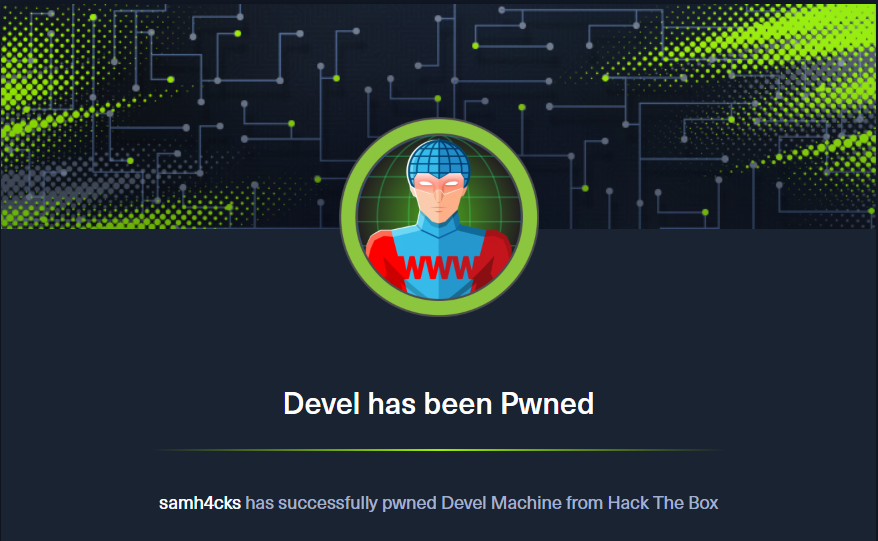 WWW
Devel has been Pwned
samh4cks has successfully pwned Devel Machine from Hack The Box